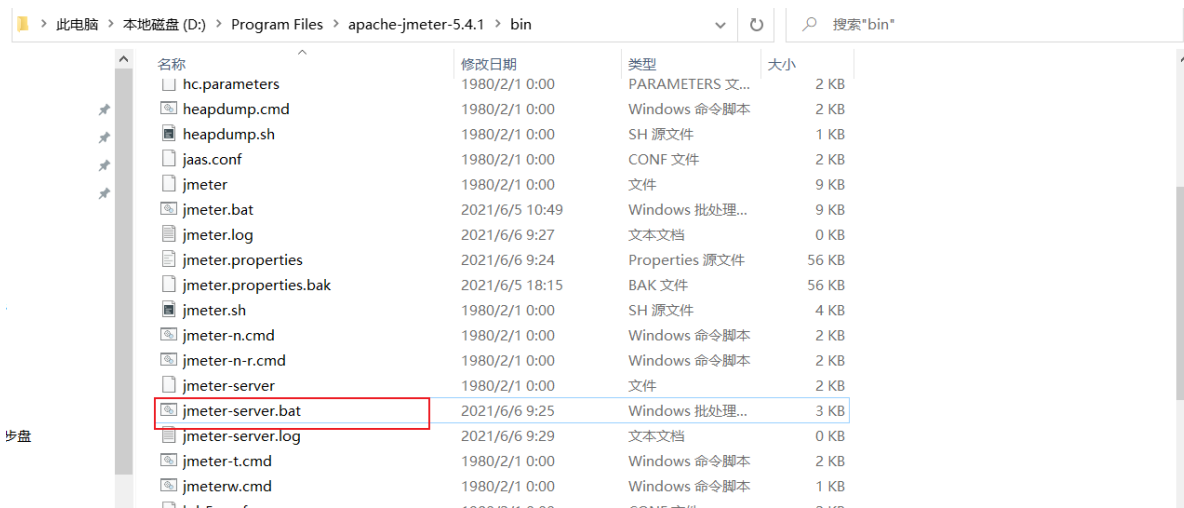 此电脑 > 本地磁盘 (D:) > Program Files > apache-jmeter-5.4.1 > bin 搜索"bin"
名称 修改日期 类型 大小
hc.parameters 1980/2/1 0:00 PARAMETERS 文... 2 KB
heapdump.cmd 1980/2/1 0:00 Windows 命令脚本 2 KB
heapdump.sh 1980/2/1 0:00 SH 源文件 1 KB
jaas.conf 1980/2/1 0:00 CONF 文件 2 KB
jmeter 1980/2/1 0:00 文件 9 KB
jmeter.bat 2021/6/5 10:49 Windows 批处理... 9 KB
jmeter.log 2021/6/6 9:27 文本文档 0 KB
jmeter.properties 2021/6/6 9:24 Properties 源文件 56 KB
jmeter.properties.bak 2021/6/5 18:15 BAK 文件 56 KB
jmeter.sh 1980/2/1 0:00 SH 源文件 4 KB
jmeter-n.cmd 1980/2/1 0:00 Windows 命令脚本 2 KB
jmeter-n-r.cmd 1980/2/1 0:00 Windows 命令脚本 2 KB
jmeter-server 1980/2/1 0:00 文件 2 KB
jmeter-server.bat 2021/6/6 9:25 Windows 批处理... 3 KB
步盘 jmeter-server.log 2021/6/6 9:29 文本文档 0 KB
jmeter-t.cmd 1980/2/1 0:00 Windows 命令脚本 2 KB
jmeterw.cmd 1980/2/1 0:00 Windows 命令脚本 1 KB